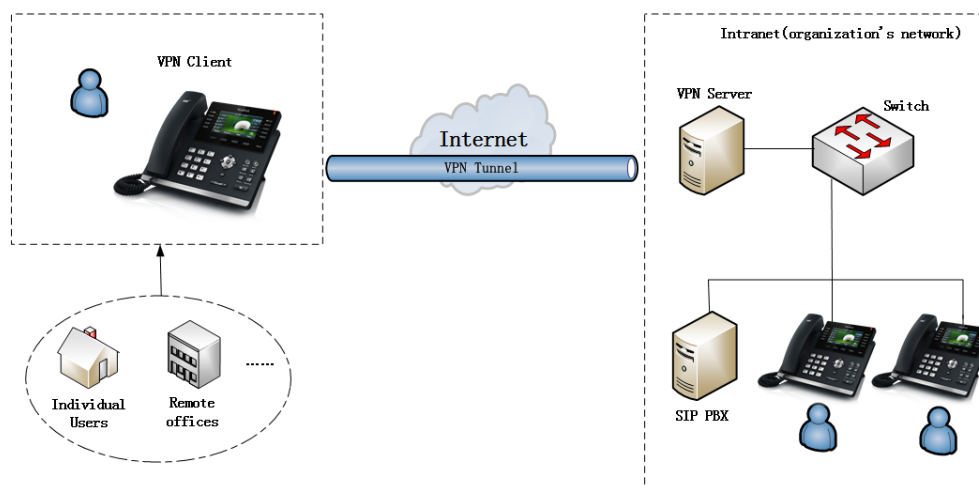 VPN Client
Internet
VPN Tunnel
Intranet(organization's network)
VPN Server
Switch
SIP PBX
Individual
Users
Remote
offices
......